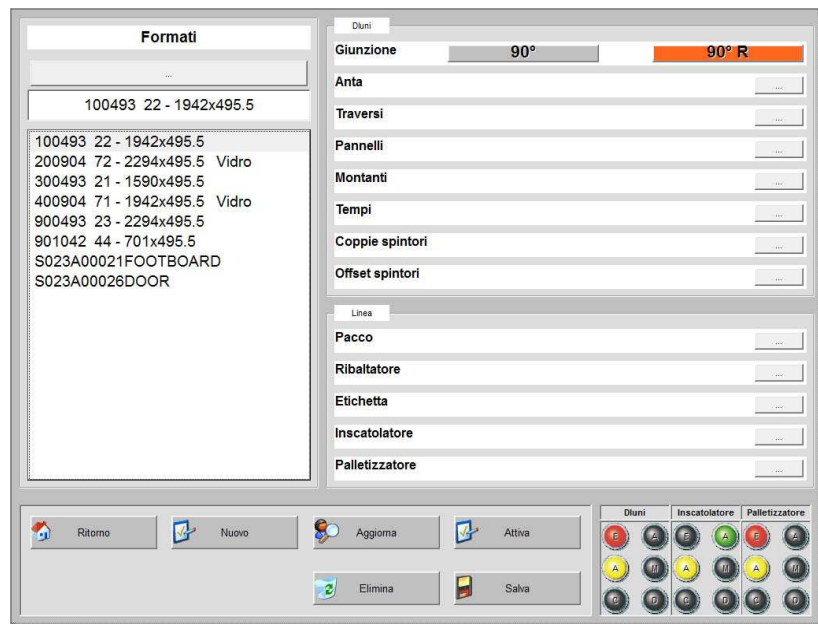 Formati
...
100493 22 - 1942x495.5
100493 22 - 1942x495.5
200904 72 - 2294x495.5 Vidro
300493 21 - 1590x495.5
400904 71 - 1942x495.5 Vidro
900493 23 - 2294x495.5
901042 44 - 701x495.5
S023A00021FOOTBOARD
S023A00026DOOR
Dluni
Giunzione 90° 90° R
Anta ...
Traversi ...
Pannelli ...
Montanti ...
Tempi ...
Coppie spintori ...
Offset spintori ...
Linea
Pacco ...
Ribaltatore ...
Etichetta ...
Inscatolatore ...
Palletizzatore ...
Ritorno Nuovo Aggiorna Attiva
Elimina Salva
Dluni Inscatolatore Palletizzatore
E A E A E A
A M A M A M
C D C D C D